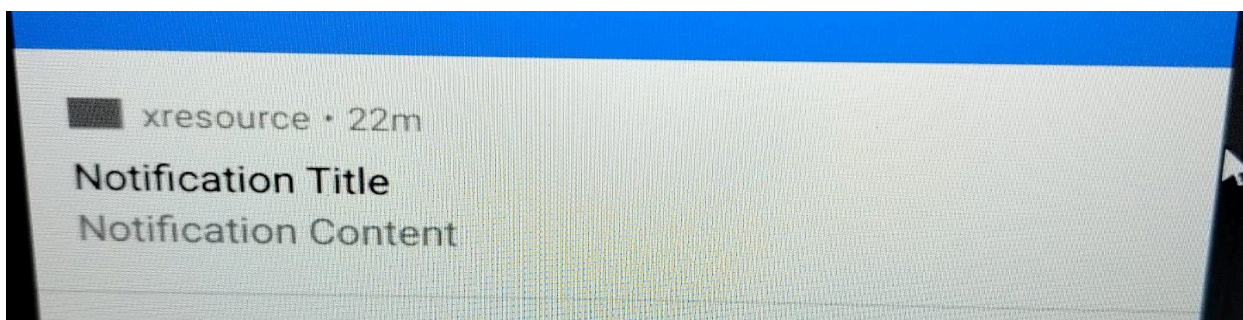 xresource • 22m
Notification Title
Notification Content